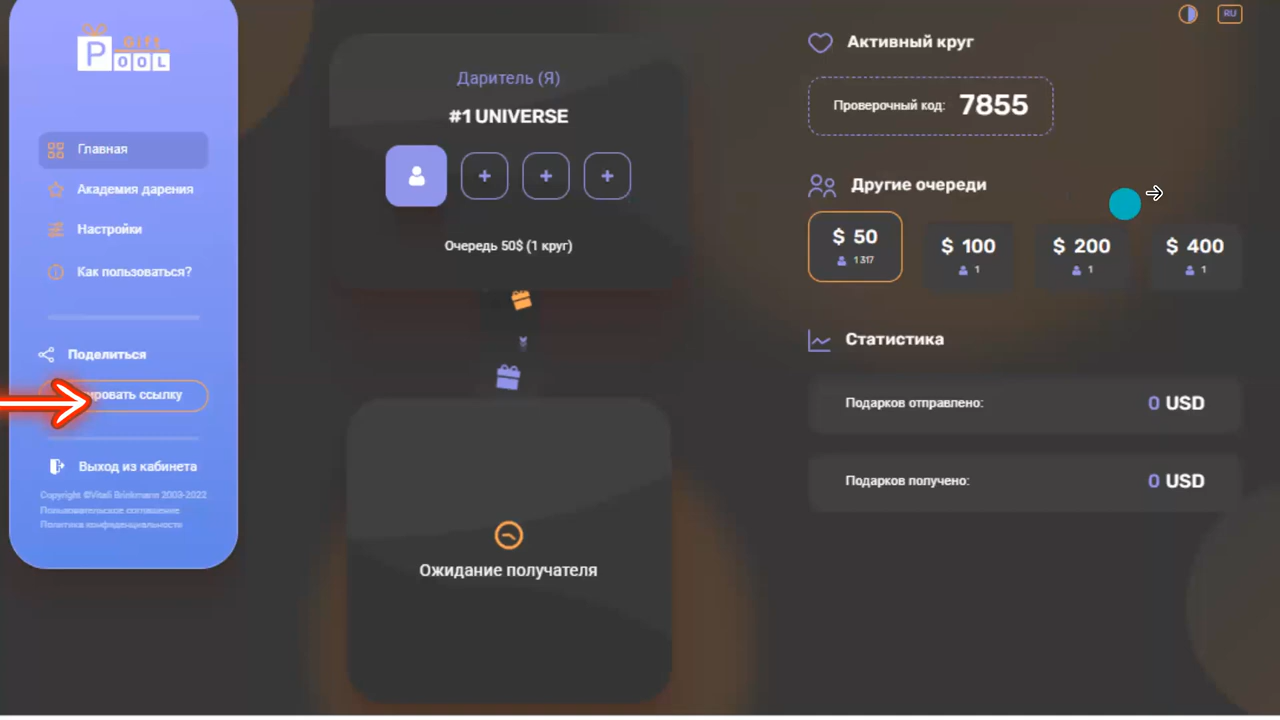 Gift
POOL
Главная
Академия дарения
Настройки
Как пользоваться?
Поделиться
ировать ссылку
Выход из кабинета
Copyright ©Vitali Brinkmann 2003-2022
Пользовательское соглашение
Политика конфиденциальности
Даритель (Я)
#1 UNIVERSE
Очередь 50$ (1 круг)
Ожидание получателя
RU
Активный круг
Проверочный код: 7855
Другие очереди
$ 50
1 317
$ 100
1
$ 200
1
$ 400
1
Статистика
Подарков отправлено: 0 USD
Подарков получено: 0 USD